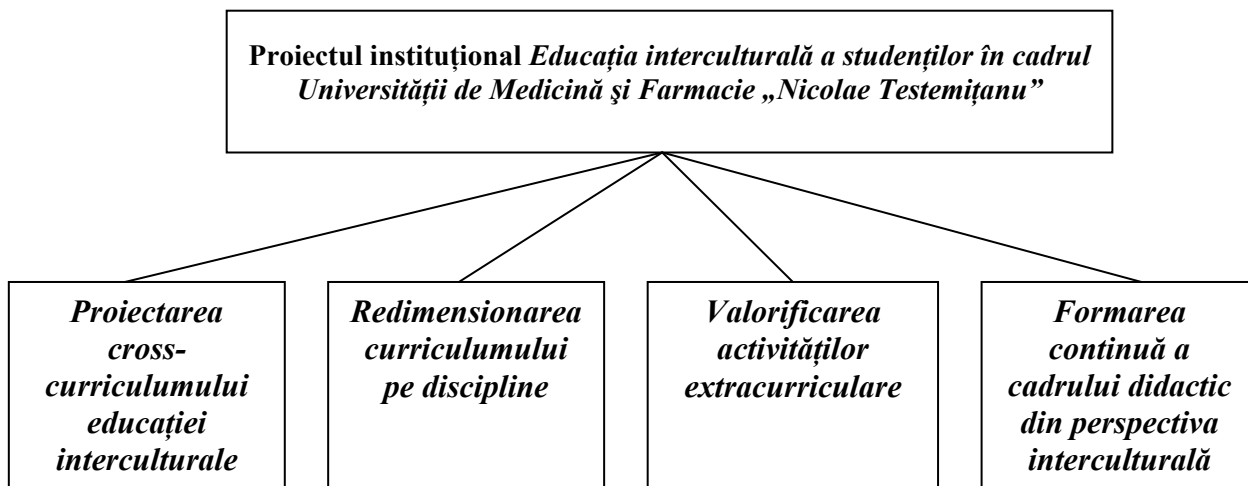 Proiectul instituțional Educația interculturală a studenților în cadrul
Universității de Medicină şi Farmacie „Nicolae Testemițanu”
Proiectarea
cross-
curriculumului
educației
interculturale
Redimensionarea
curriculumului
pe discipline
Valorificarea
activităților
extracurriculare
Formarea
continuă a
cadrului didactic
din perspectiva
interculturală